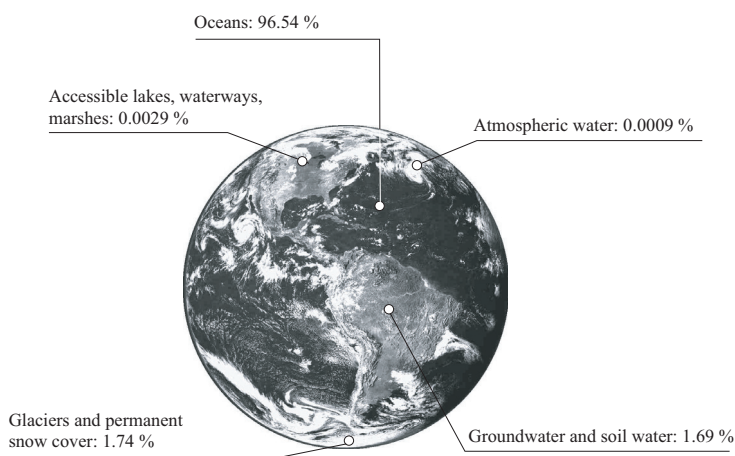 Oceans: 96.54 %
Accessible lakes, waterways,
marshes: 0.0029 %
Atmospheric water: 0.0009 %
Glaciers and permanent
snow cover: 1.74 %
Groundwater and soil water: 1.69 %